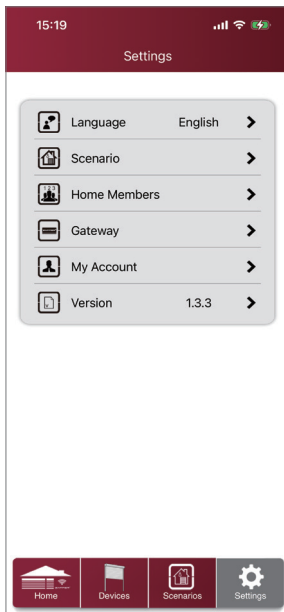 15:19
Settings
Language English
Scenario
123
Home Members
Gateway
My Account
Version 1.3.3
Home Devices Scenarios Settings